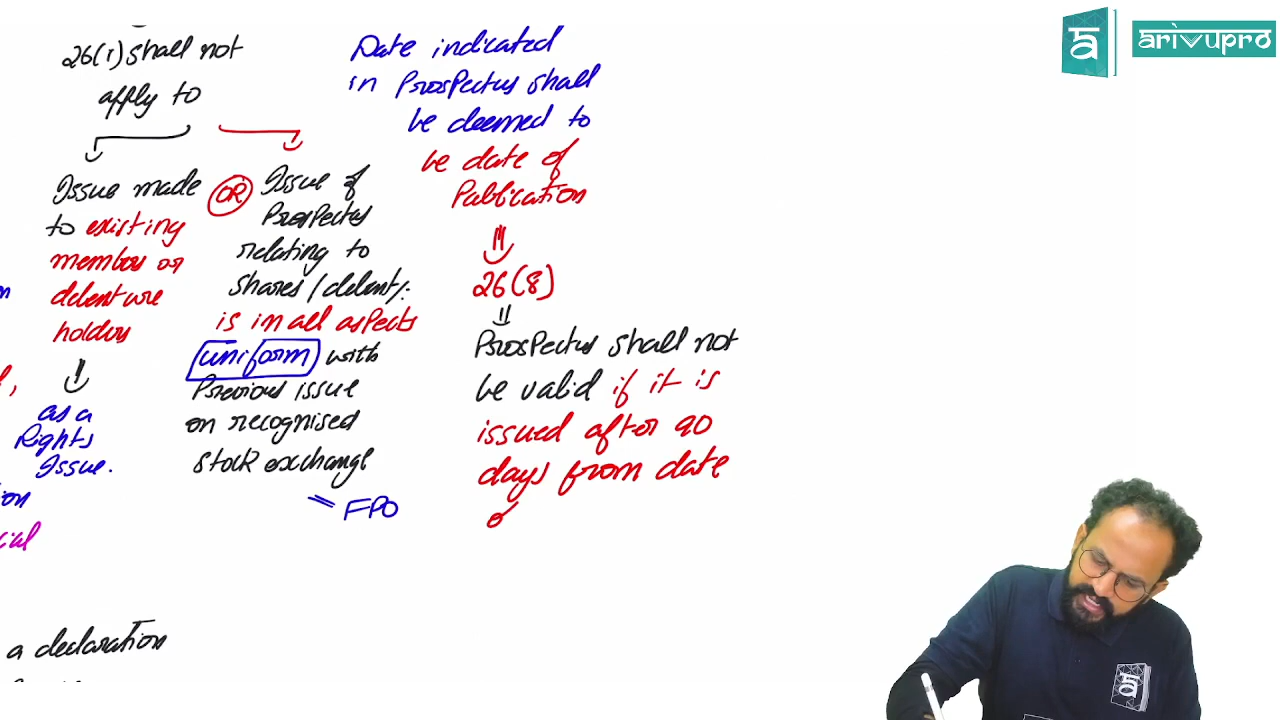 26(1) shall not
apply to
Issue made
to existing
member or
debenture
holders
as a
Rights
Issue.
OR
Issue of
Prospectus
relating to
shares/debent/:
is in all aspects
uniform with
Previous issue
on recognised
stock exchange
= FPO
Date indicated
in Prospectus shall
be deemed to
be date of
Publication
26(8)
Prospectus shall not
be valid if it is
issued after 90
days from date
o
a declaration
arivupro